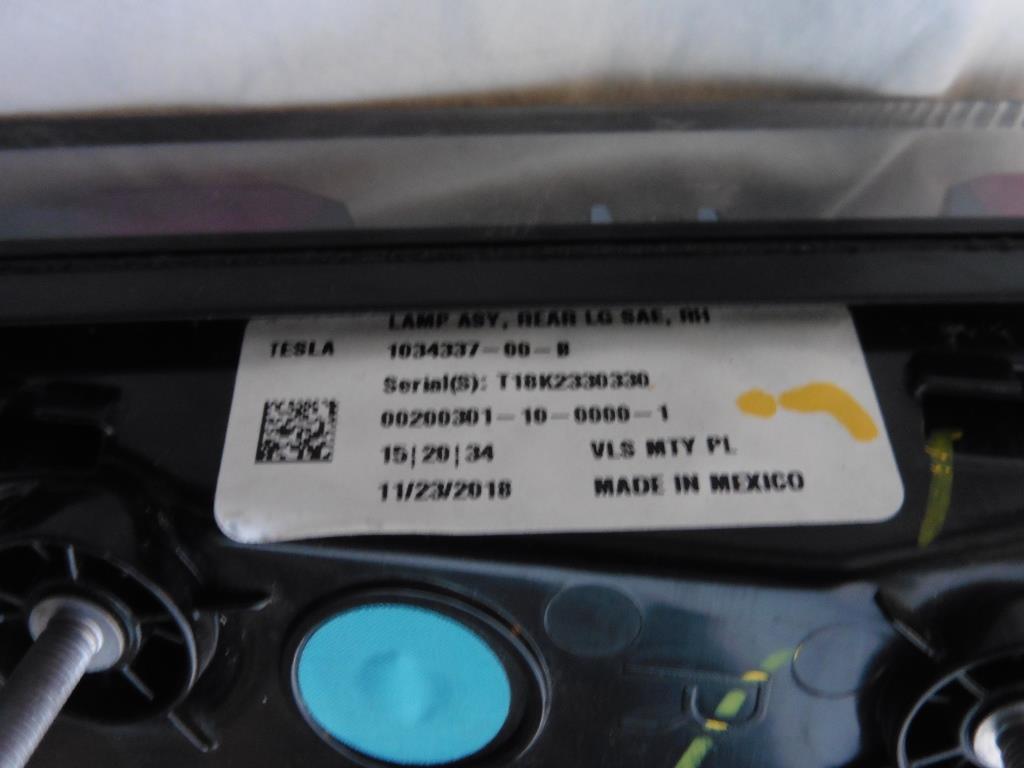 LAMP ASY, REAR LG SAE, RH
TESLA 1034337-00-B
Serial(S): T18K2330330
00200301-10-0000-1
15|20|34 VLS MTY PL
11/23/2018 MADE IN MEXICO